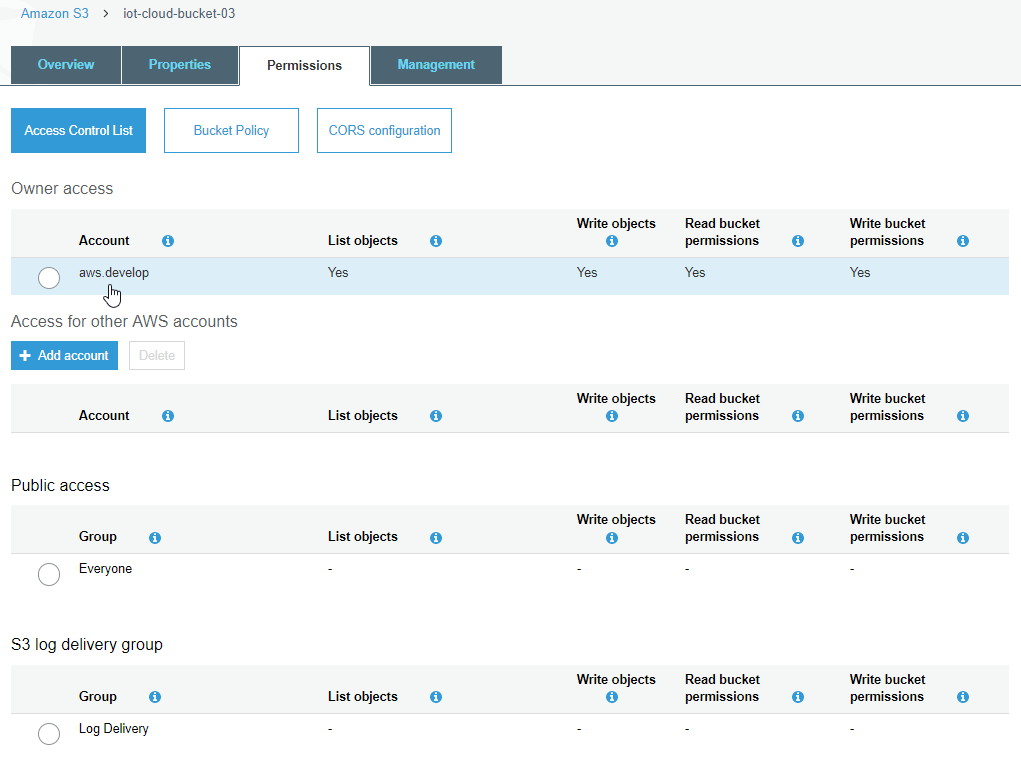 Amazon S3 > iot-cloud-bucket-03
Overview Properties Permissions Management
Access Control List Bucket Policy CORS configuration
Owner access
Account List objects Write objects Read bucket permissions Write bucket permissions
aws.develop Yes Yes Yes Yes
Access for other AWS accounts
+ Add account Delete
Account List objects Write objects Read bucket permissions Write bucket permissions
Public access
Group List objects Write objects Read bucket permissions Write bucket permissions
Everyone - - - -
S3 log delivery group
Group List objects Write objects Read bucket permissions Write bucket permissions
Log Delivery - - - -